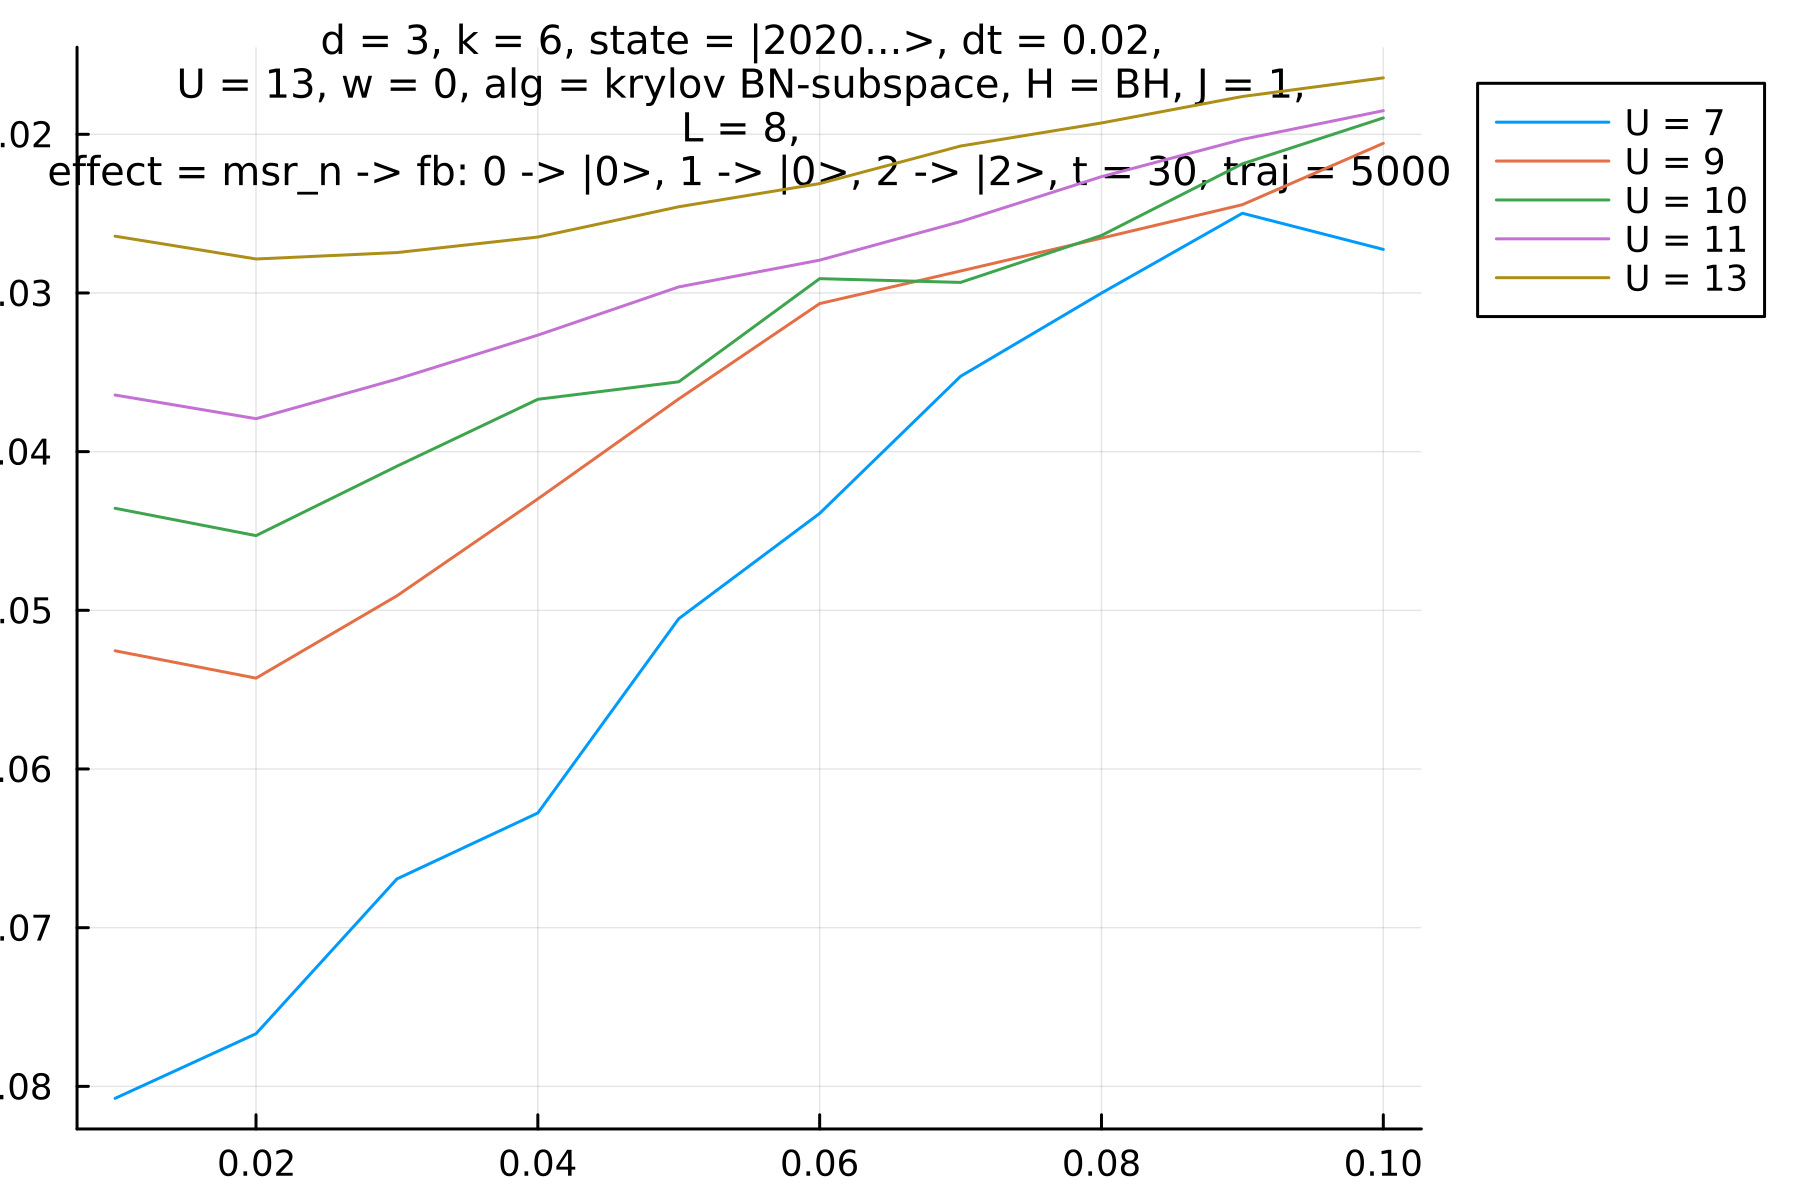 d = 3, k = 6, state = |2020...>, dt = 0.02,
U = 13, w = 0, alg = krylov BN-subspace, H = BH, J = 1,
L = 8,
effect = msr_n -> fb: 0 -> |0>, 1 -> |0>, 2 -> |2>, t = 30, traj = 5000
U = 7
U = 9
U = 10
U = 11
U = 13
.02
.03
.04
.05
.06
.07
.08
0.02 0.04 0.06 0.08 0.10